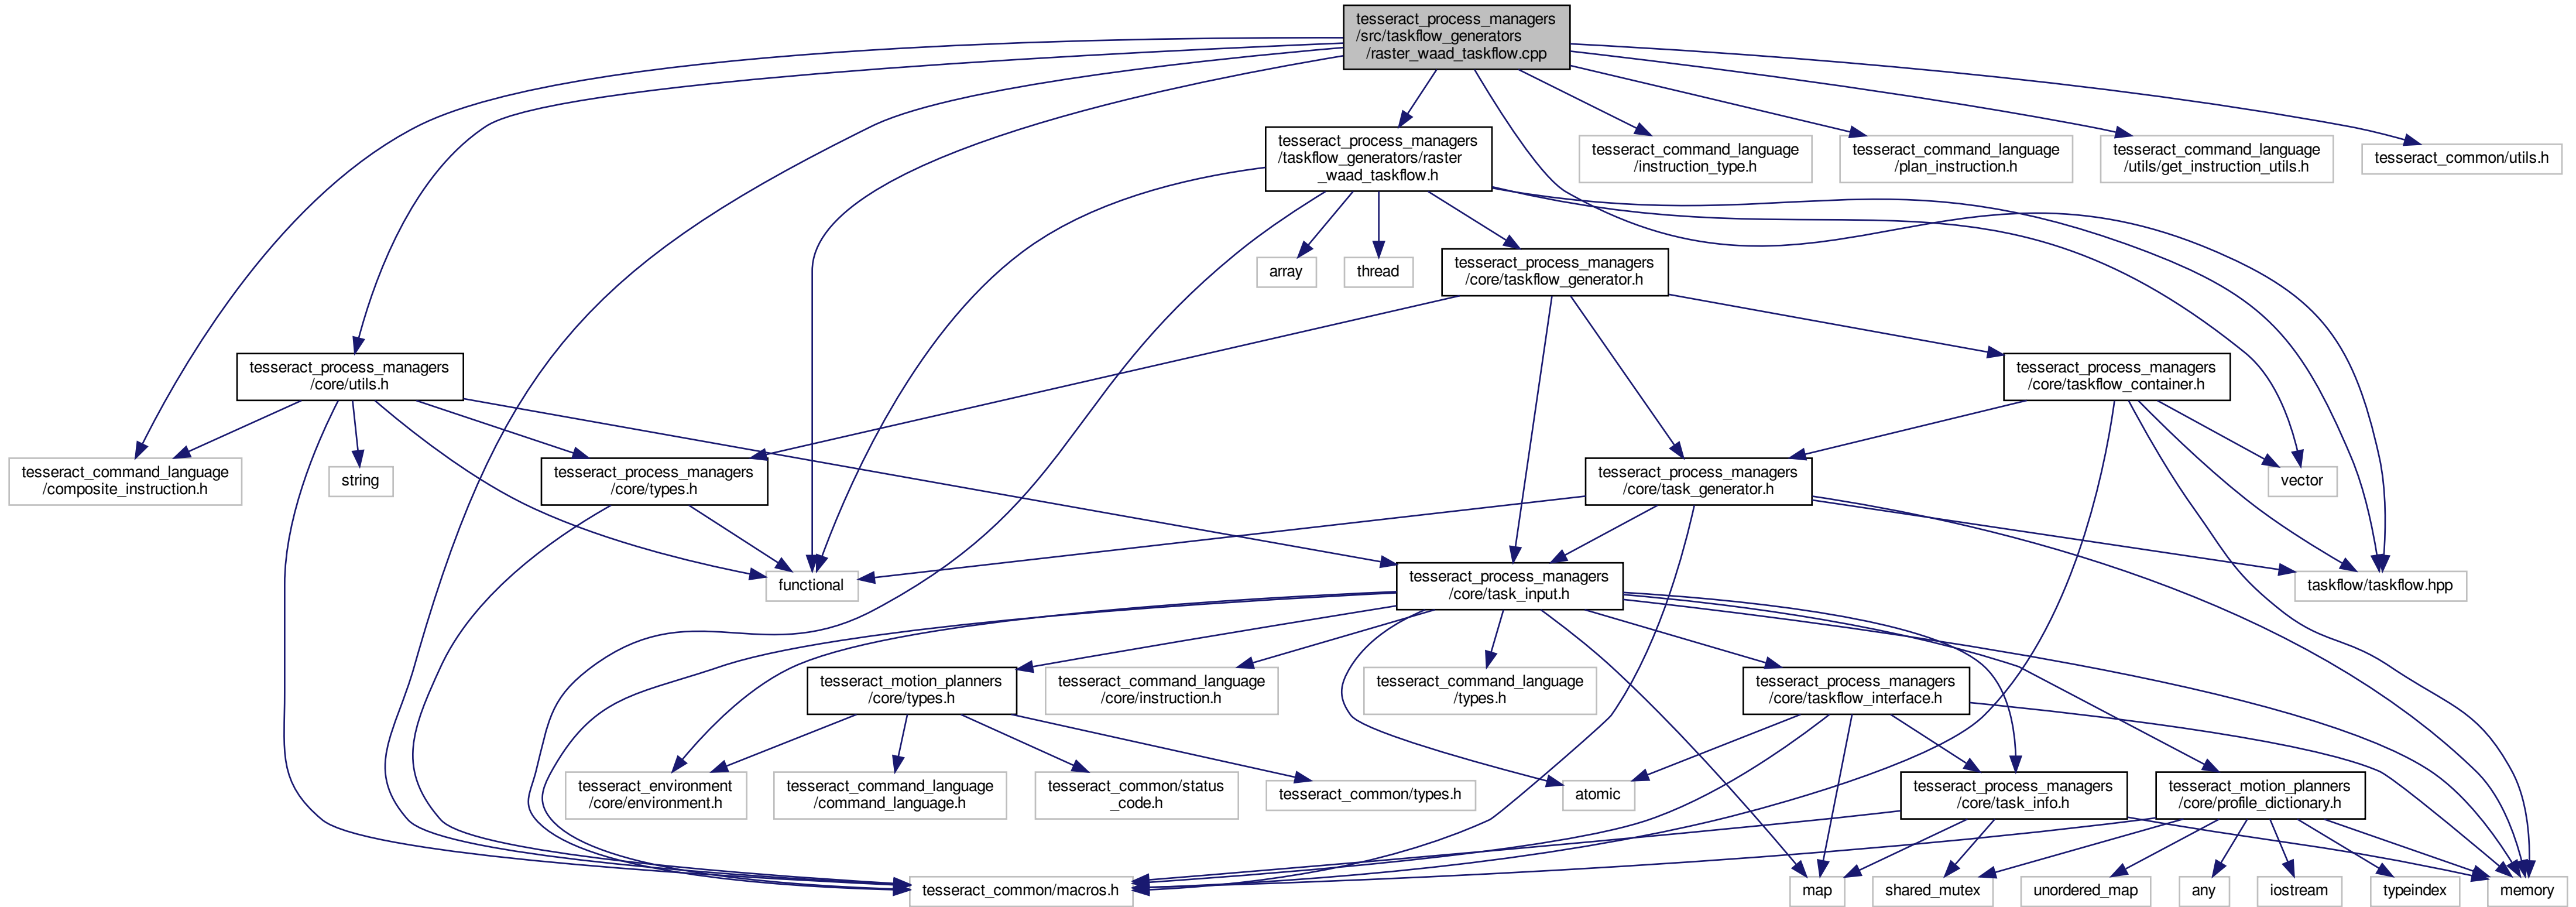 tesseract_process_managers
/src/taskflow_generators
/raster_waad_taskflow.cpp
tesseract_process_managers
/taskflow_generators/raster
_waad_taskflow.h
tesseract_command_language
/instruction_type.h
tesseract_command_language
/plan_instruction.h
tesseract_command_language
/utils/get_instruction_utils.h
tesseract_common/utils.h
array
thread
tesseract_process_managers
/core/taskflow_generator.h
tesseract_process_managers
/core/utils.h
tesseract_process_managers
/core/taskflow_container.h
tesseract_command_language
/composite_instruction.h
string
tesseract_process_managers
/core/types.h
tesseract_process_managers
/core/task_generator.h
vector
functional
tesseract_process_managers
/core/task_input.h
taskflow/taskflow.hpp
tesseract_motion_planners
/core/types.h
tesseract_command_language
/core/instruction.h
tesseract_command_language
/types.h
tesseract_process_managers
/core/taskflow_interface.h
tesseract_environment
/core/environment.h
tesseract_command_language
/command_language.h
tesseract_common/status
_code.h
tesseract_common/types.h
atomic
tesseract_process_managers
/core/task_info.h
tesseract_motion_planners
/core/profile_dictionary.h
tesseract_common/macros.h
map
shared_mutex
unordered_map
any
iostream
typeindex
memory